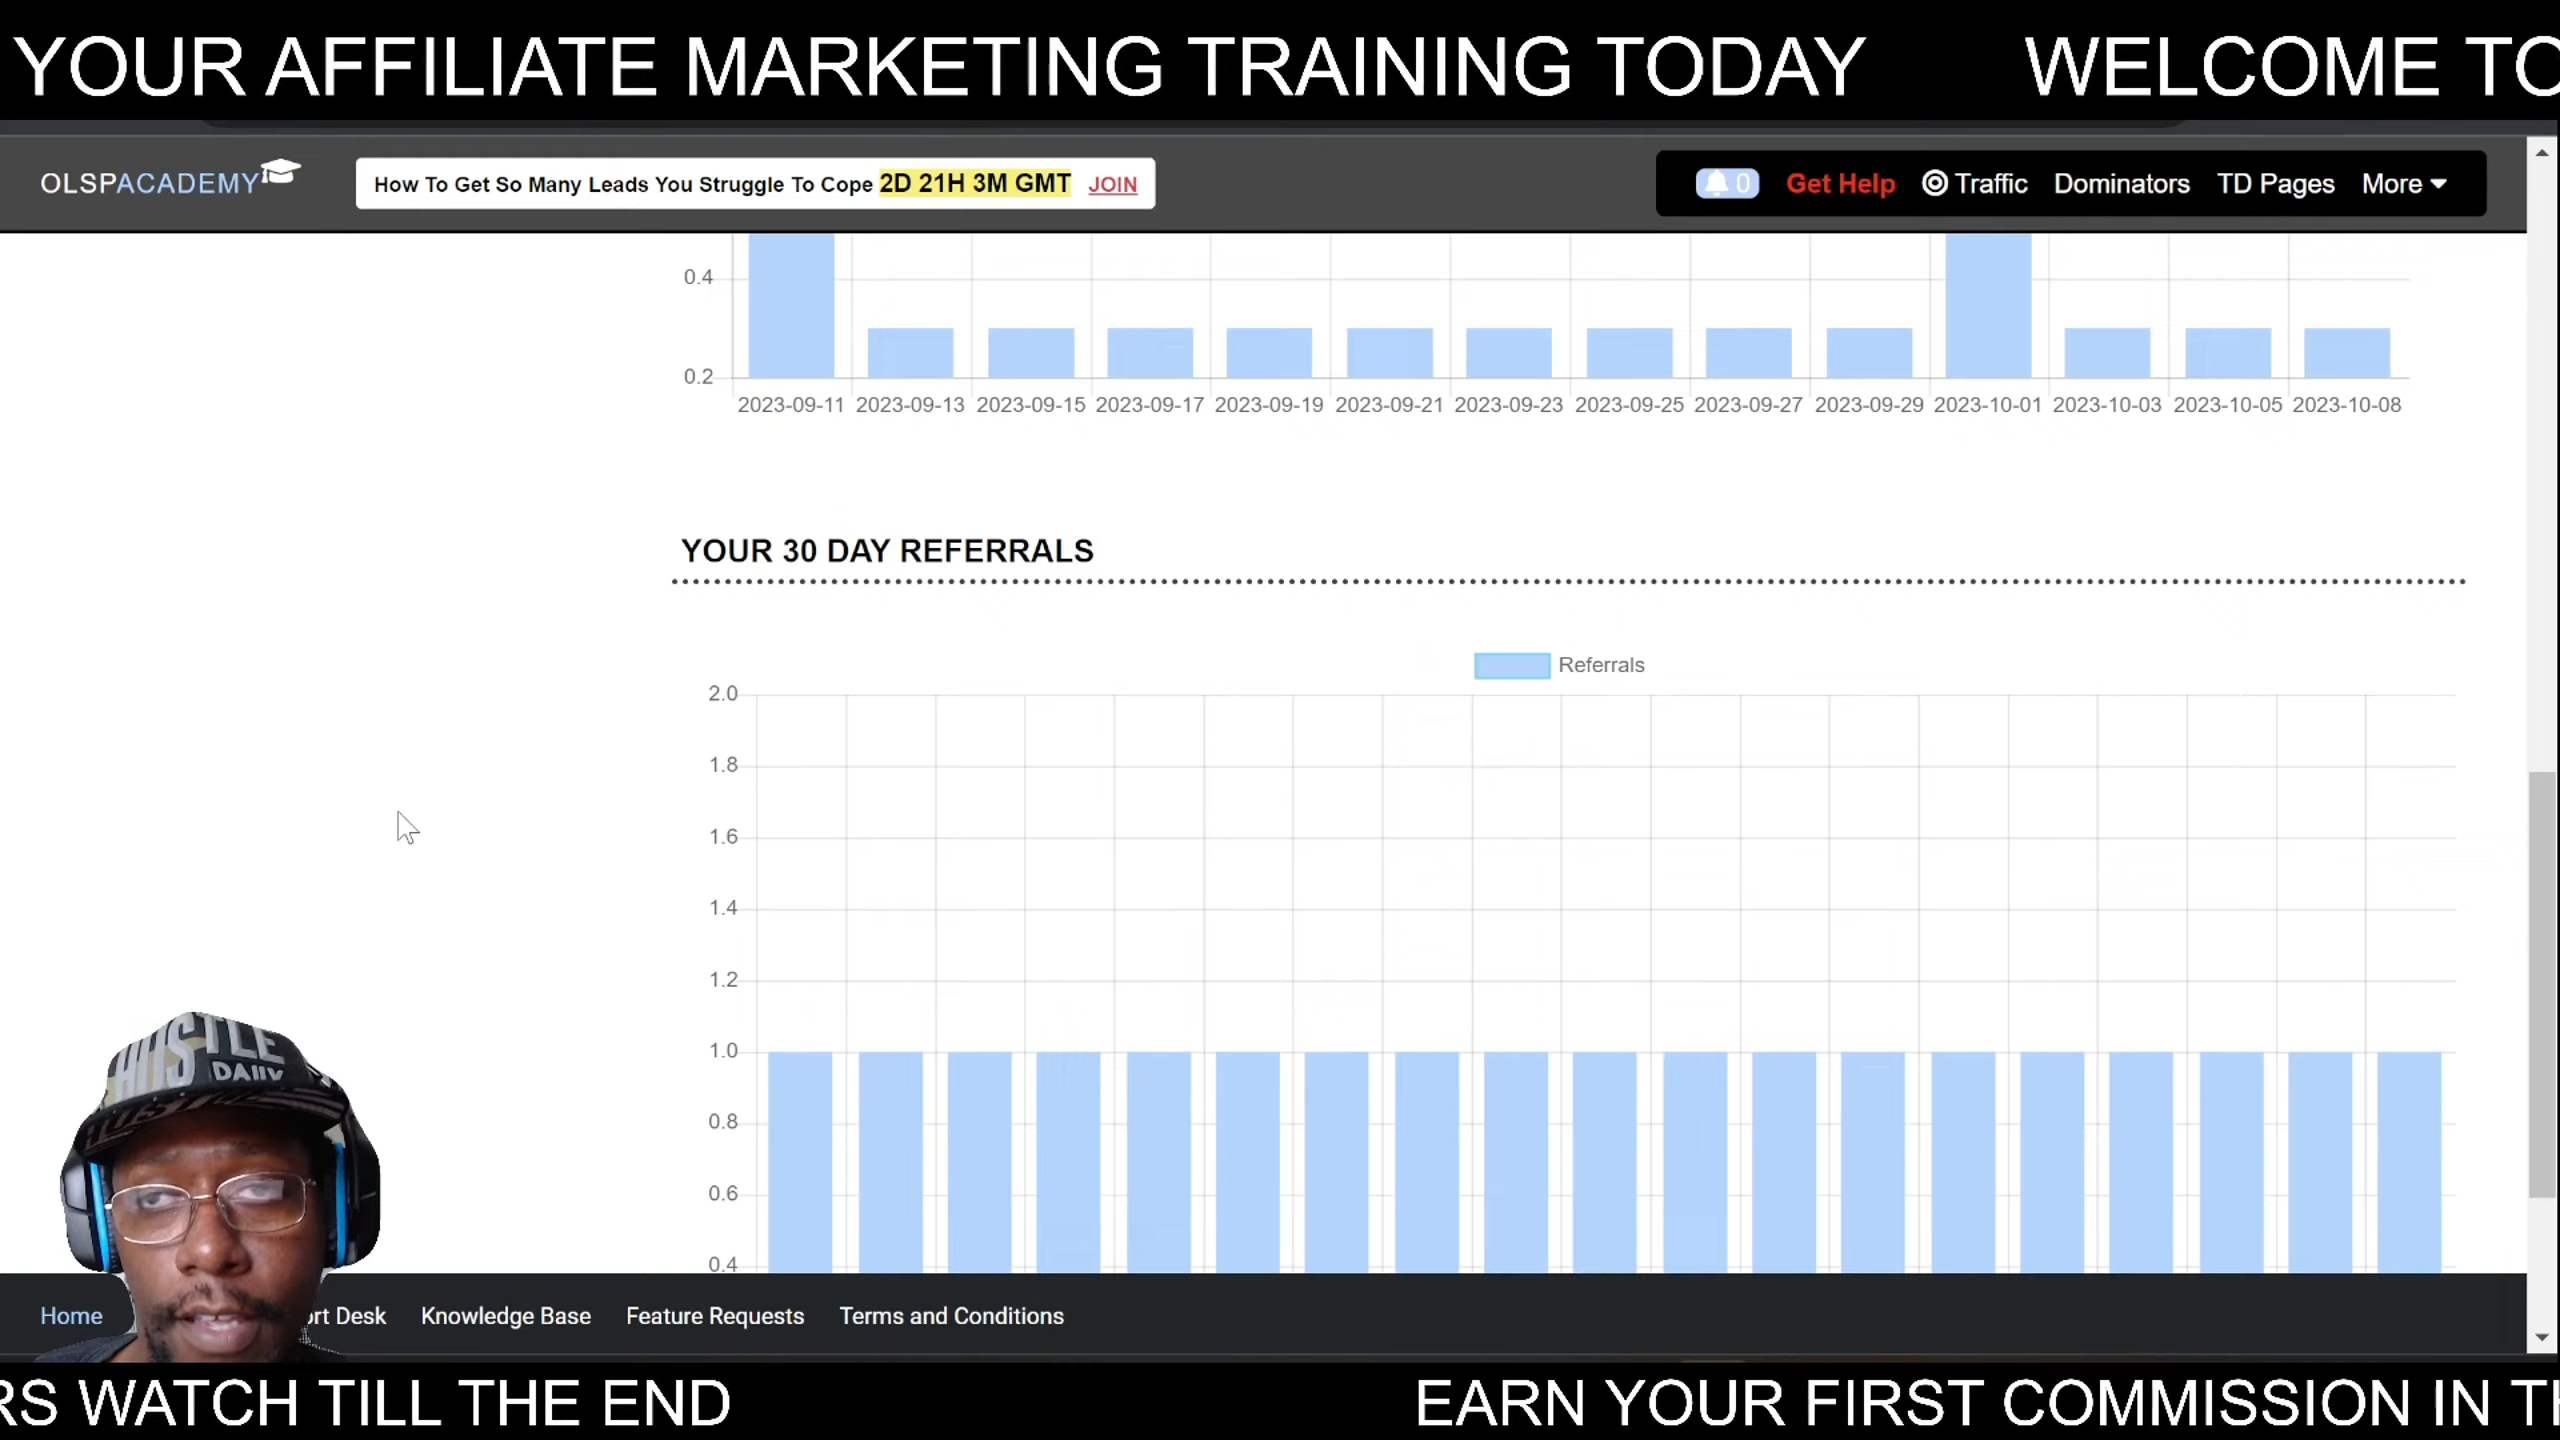 YOUR AFFILIATE MARKETING TRAINING TODAY WELCOME TO
OLSPACADEMY
How To Get So Many Leads You Struggle To Cope 2D 21H 3M GMT JOIN
0 Get Help Traffic Dominators TD Pages More
0.4
0.2
2023-09-11 2023-09-13 2023-09-15 2023-09-17 2023-09-19 2023-09-21 2023-09-23 2023-09-25 2023-09-27 2023-09-29 2023-10-01 2023-10-03 2023-10-05 2023-10-08
YOUR 30 DAY REFERRALS
Referrals
2.0
1.8
1.6
1.4
1.2
1.0
0.8
0.6
0.4
HUSTLE
DAILY
Home ort Desk Knowledge Base Feature Requests Terms and Conditions
RS WATCH TILL THE END EARN YOUR FIRST COMMISSION IN TH